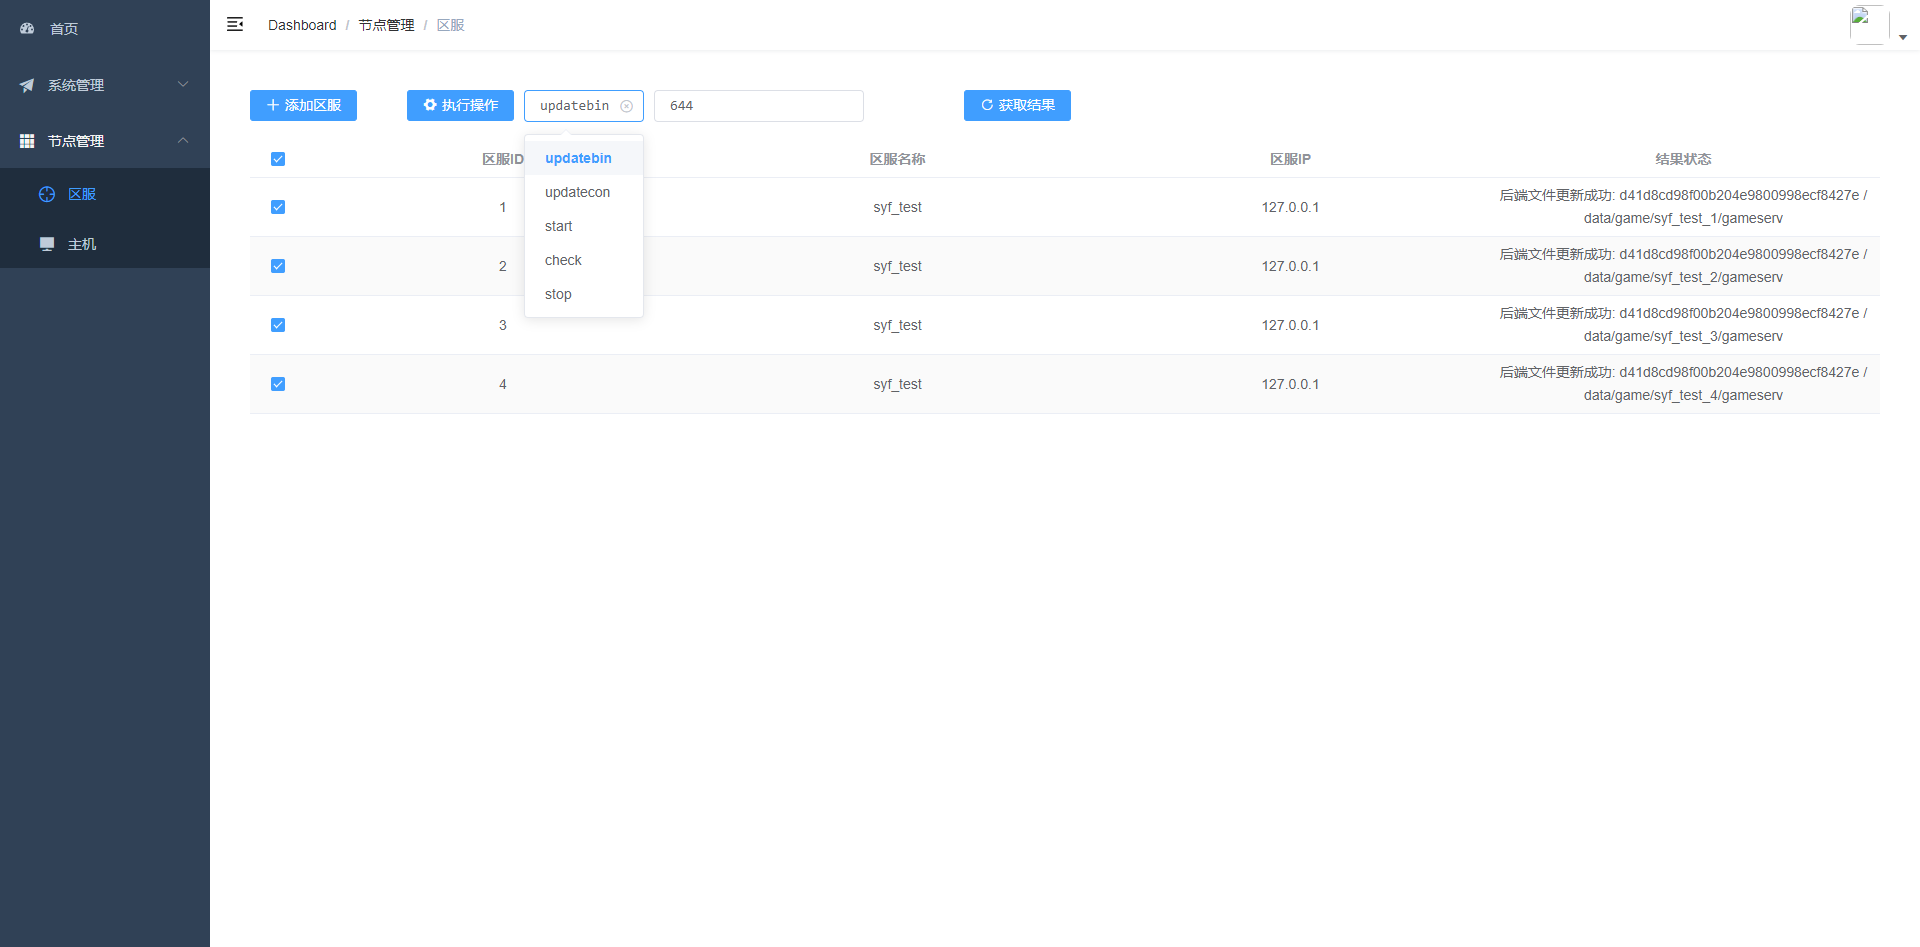 首页
系统管理
节点管理
区服
主机
Dashboard / 节点管理 / 区服
添加区服 执行操作 updatebin 644 获取结果
updatebin
updatecon
start
check
stop
区服ID 区服名称 区服IP 结果状态
1 syf_test 127.0.0.1 后端文件更新成功: d41d8cd98f00b204e9800998ecf8427e /
data/game/syf_test_1/gameserv
2 syf_test 127.0.0.1 后端文件更新成功: d41d8cd98f00b204e9800998ecf8427e /
data/game/syf_test_2/gameserv
3 syf_test 127.0.0.1 后端文件更新成功: d41d8cd98f00b204e9800998ecf8427e /
data/game/syf_test_3/gameserv
4 syf_test 127.0.0.1 后端文件更新成功: d41d8cd98f00b204e9800998ecf8427e /
data/game/syf_test_4/gameserv